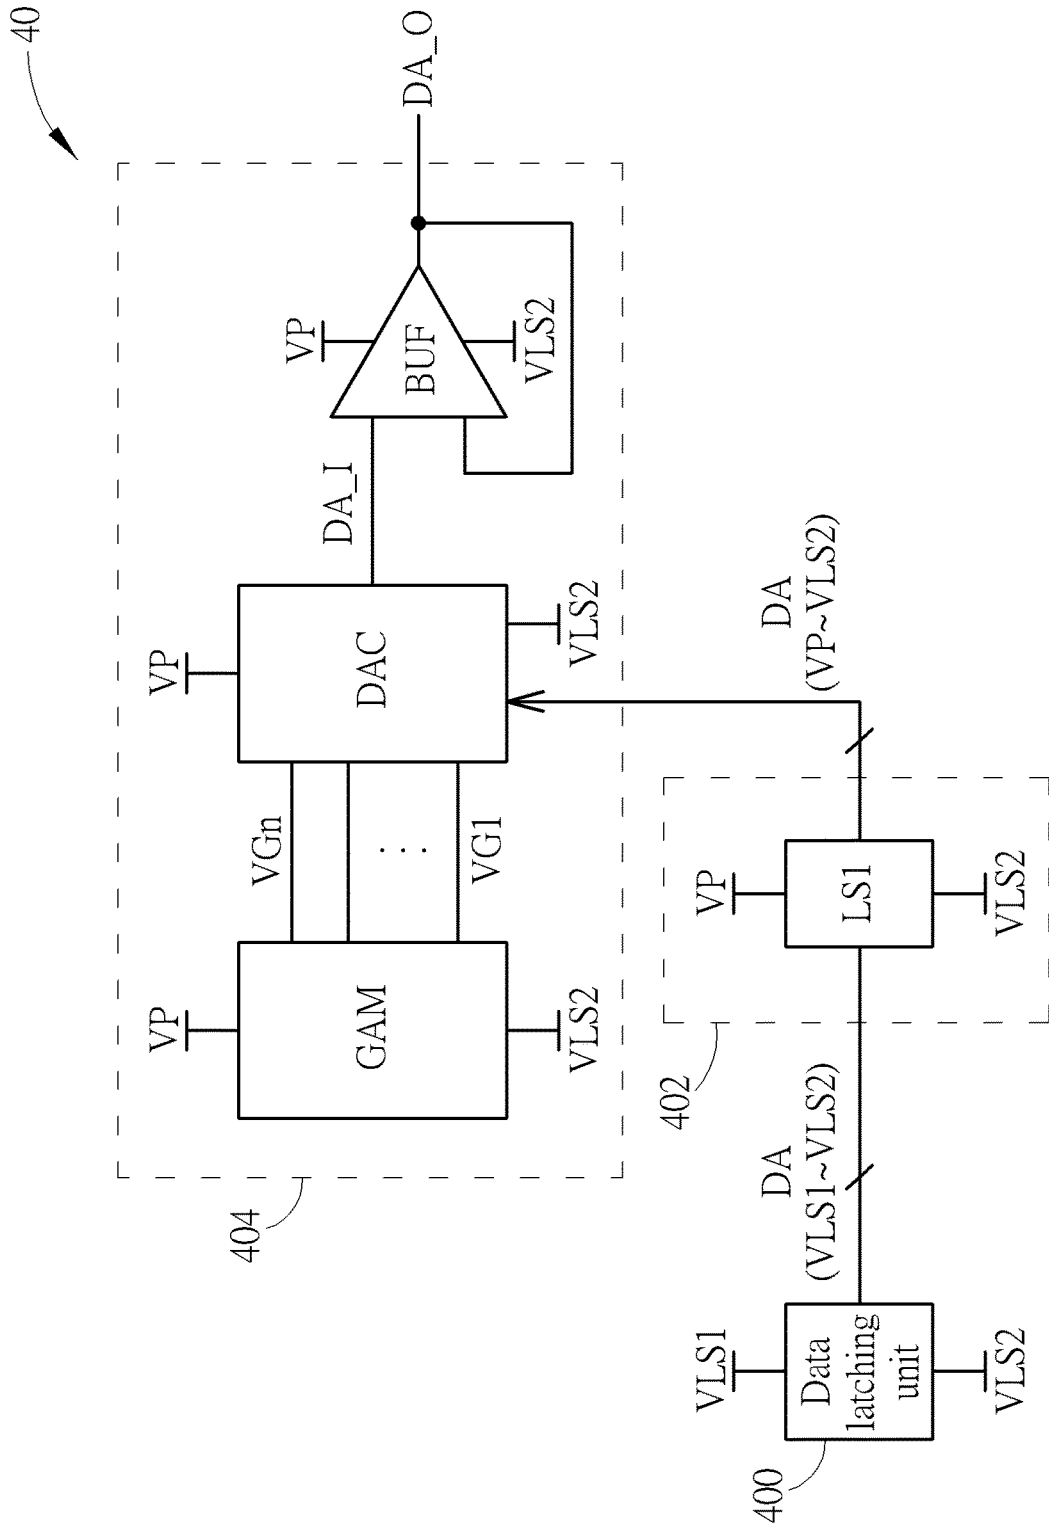 40
VP
VP
VP
GAM
VGn
. . .
VG1
DAC
DA_I
BUF
DA_O
VLS2
VLS2
VLS2
404
VLS1
Data
latching
unit
VLS2
400
DA
(VLS1~VLS2)
402
VP
LS1
VLS2
DA
(VP~VLS2)